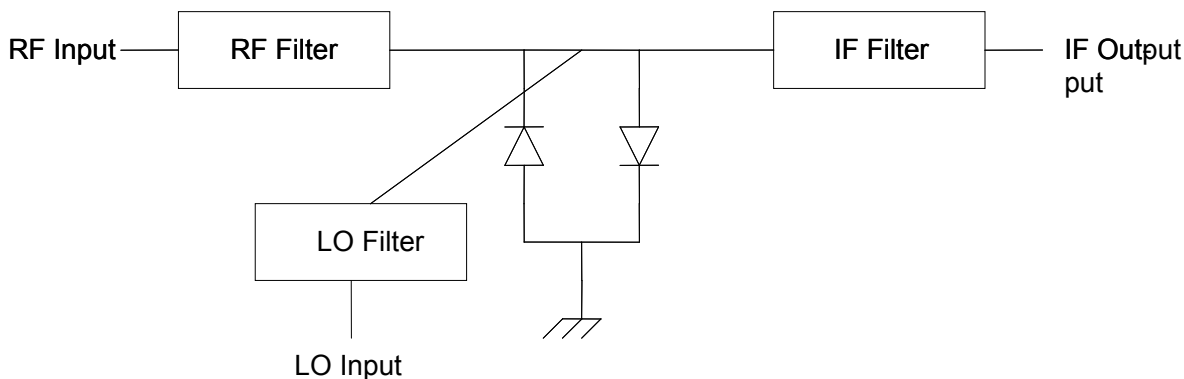 RF Input
RF Filter
IF Filter
IF Output
put
LO Filter
LO Input